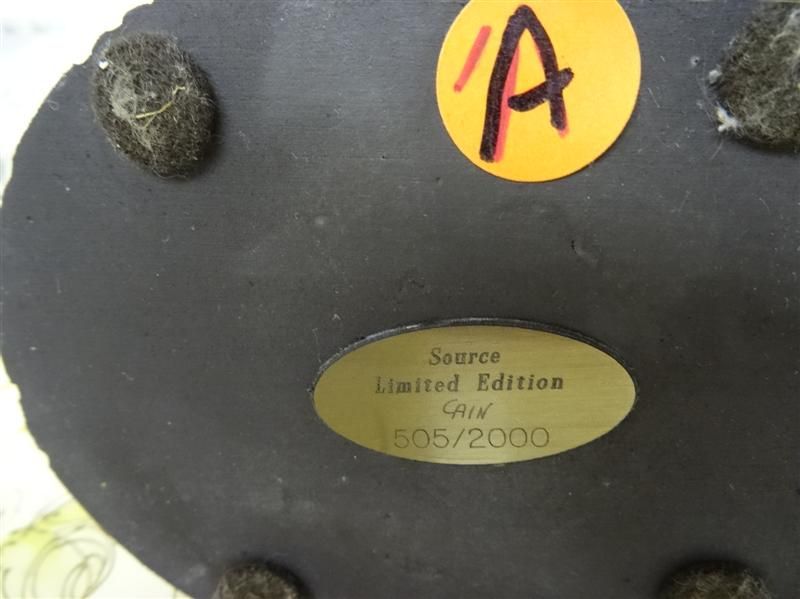 A
Source
Limited Edition
CAIN
505/2000